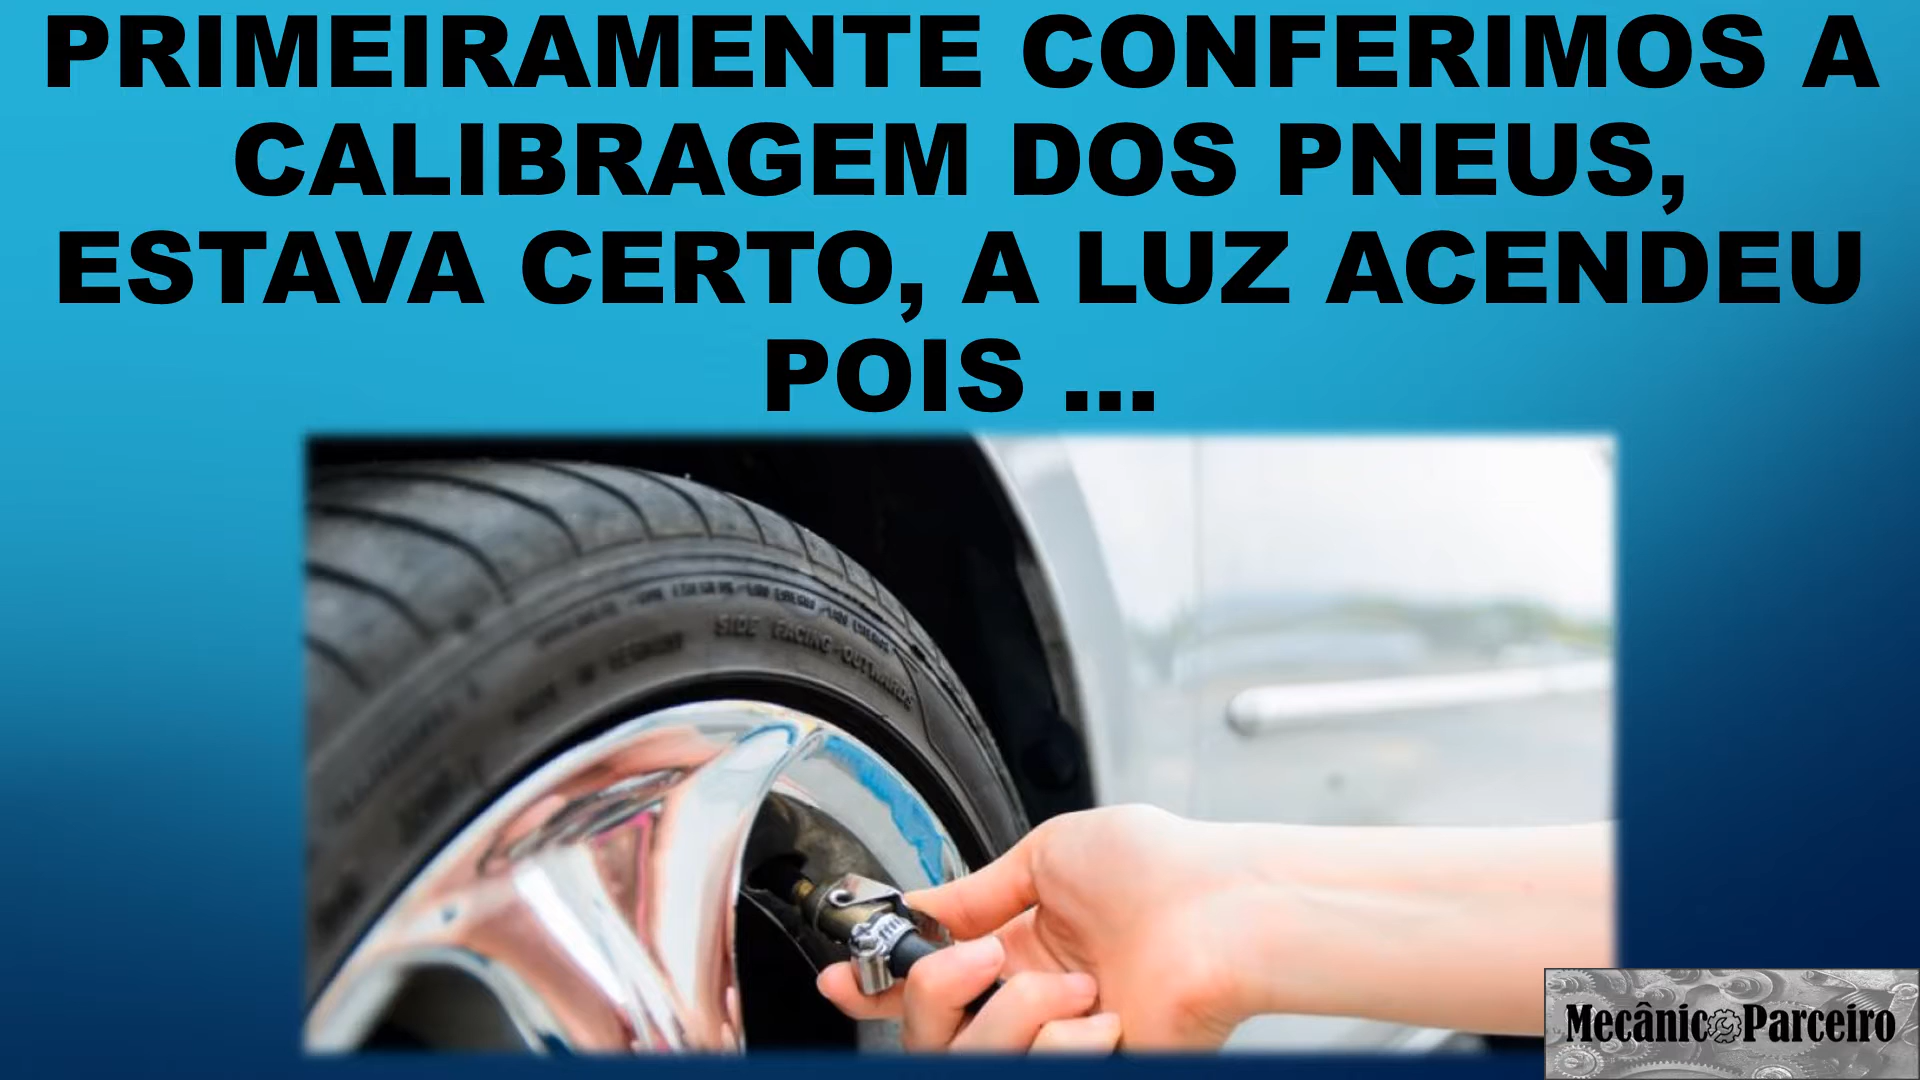 PRIMEIRAMENTE CONFERIMOS A
CALIBRAGEM DOS PNEUS,
ESTAVA CERTO, A LUZ ACENDEU
POIS ...
SIDE FACING OUTWARDS
Mecânico Parceiro